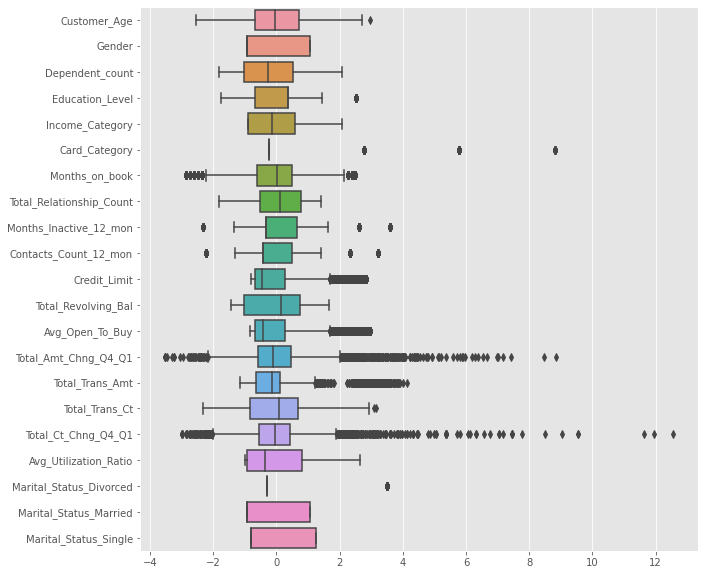 Customer_Age
Gender
Dependent_count
Education_Level
Income_Category
Card_Category
Months_on_book
Total_Relationship_Count
Months_Inactive_12_mon
Contacts_Count_12_mon
Credit_Limit
Total_Revolving_Bal
Avg_Open_To_Buy
Total_Amt_Chng_Q4_Q1
Total_Trans_Amt
Total_Trans_Ct
Total_Ct_Chng_Q4_Q1
Avg_Utilization_Ratio
Marital_Status_Divorced
Marital_Status_Married
Marital_Status_Single
−4 −2 0 2 4 6 8 10 12